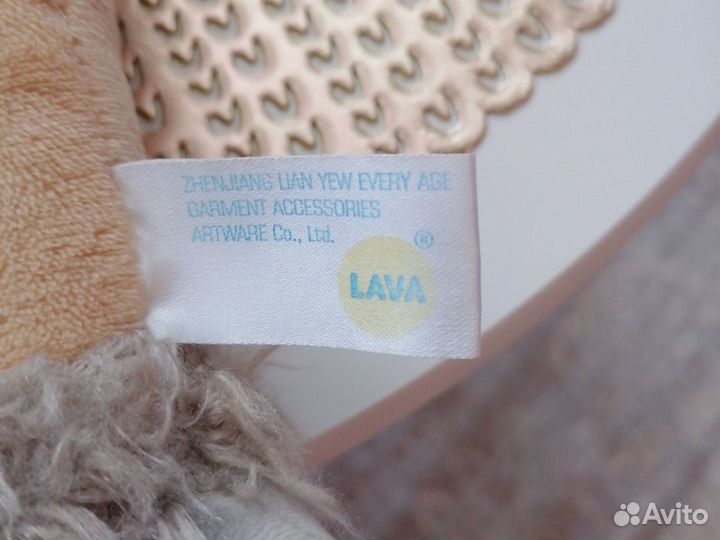 ZHENJIANG LIAN YEW EVERY AGE
GARMENT ACCESSORIES
ARTWARE Co., Ltd.
®
LAVA
Avito